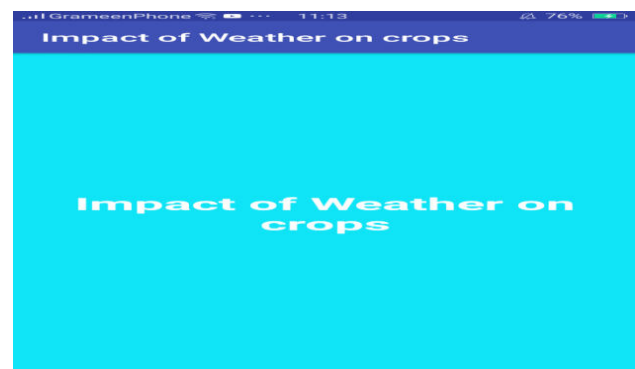 GrameenPhone ... 11:13 76%
Impact of Weather on crops
Impact of Weather on
crops